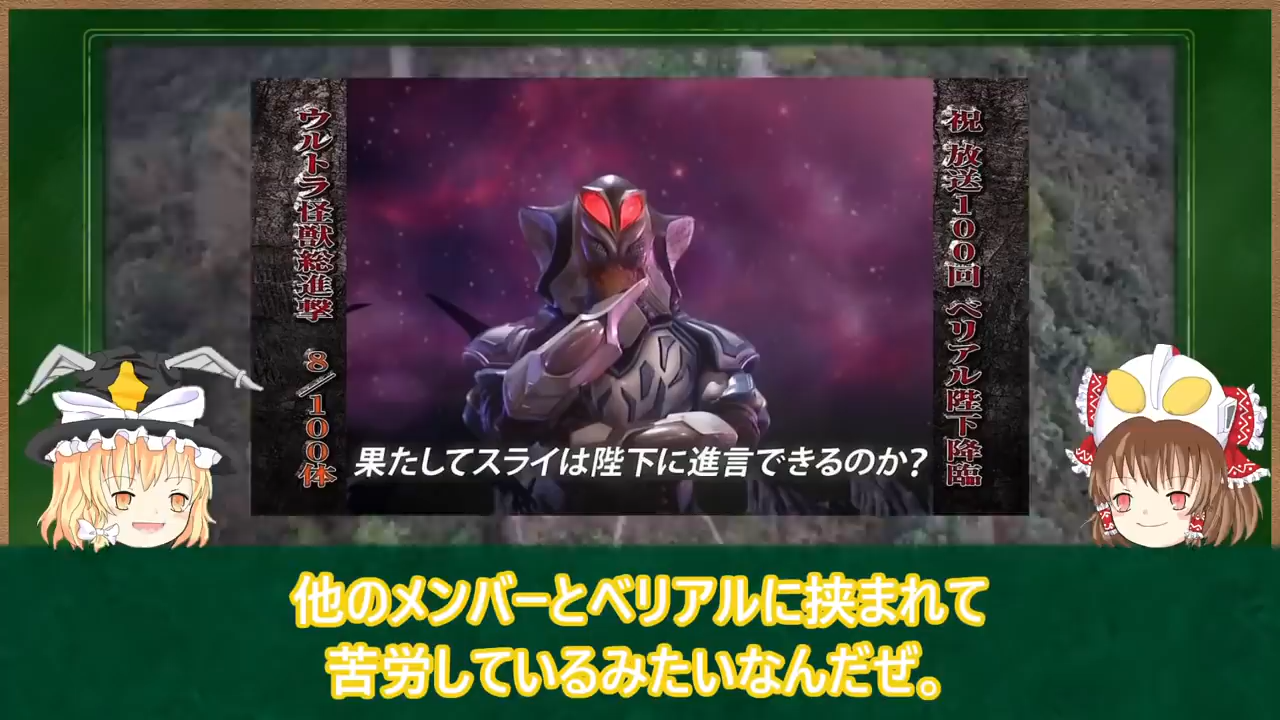 ウルトラ怪獣総進撃 8/100体
祝 放送100回 ベリアル陛下降臨
果たしてスライは陛下に進言できるのか?
他のメンバーとベリアルに挟まれて
苦労しているみたいなんだぜ。